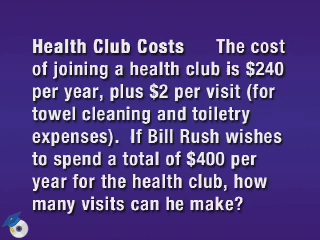 Health Club Costs The cost
of joining a health club is $240
per year, plus $2 per visit (for
towel cleaning and toiletry
expenses). If Bill Rush wishes
to spend a total of $400 per
year for the health club, how
many visits can he make?